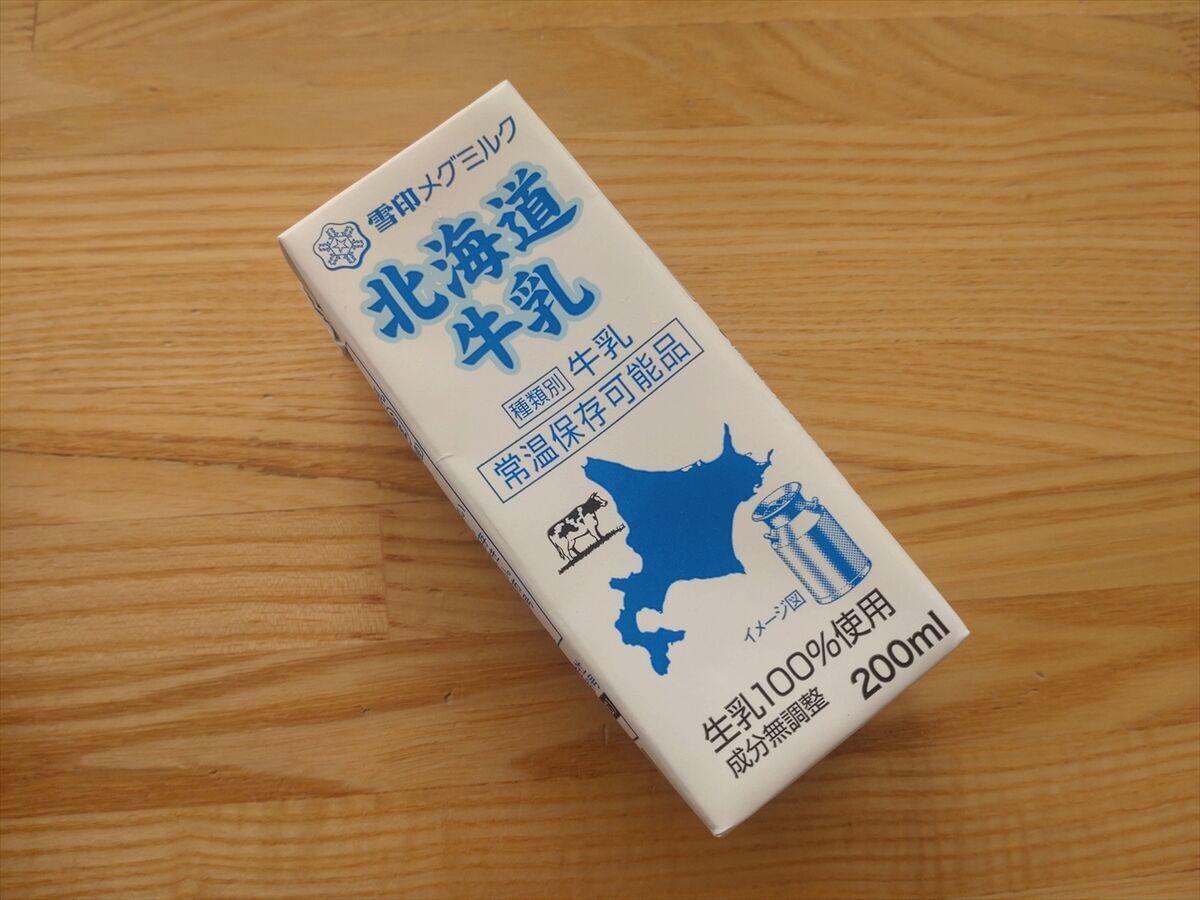 雪印メグミルク
北海道
牛乳
種類別 牛乳
常温保存可能品
イメージ図
生乳100%使用
成分無調整 200ml